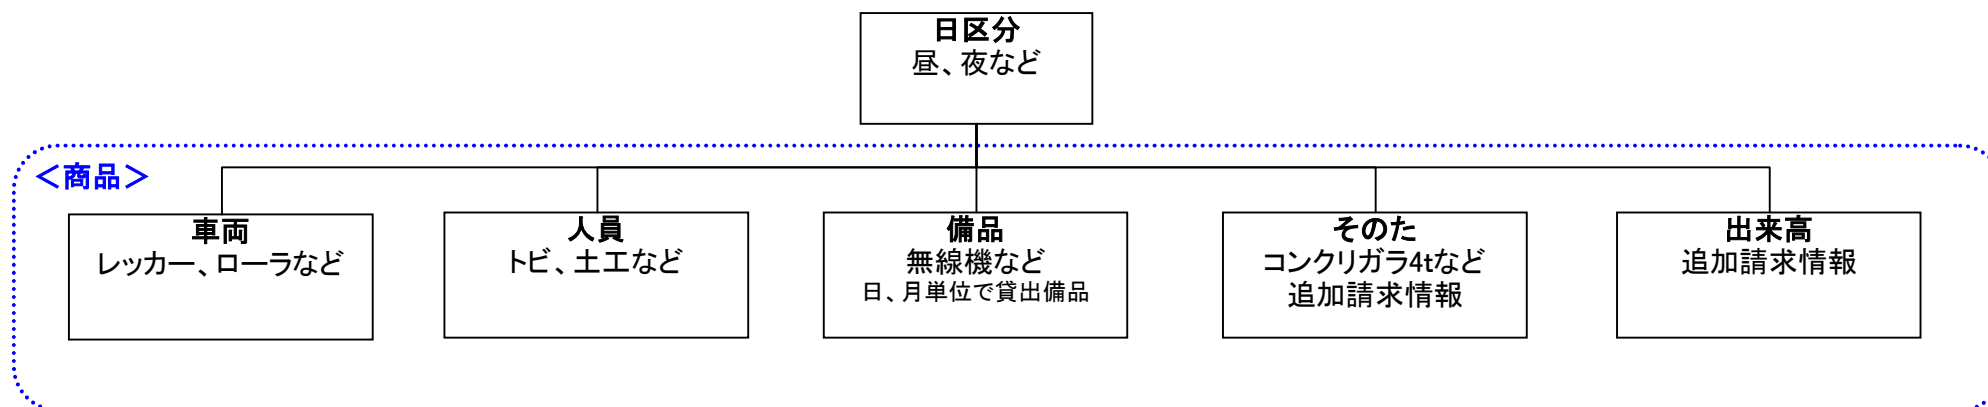 日区分
昼、夜など
＜商品＞
車両
レッカー、ローラなど
人員
トビ、土工など
備品
無線機など
日、月単位で貸出備品
そのた
コンクリガラ4tなど
追加請求情報
出来高
追加請求情報